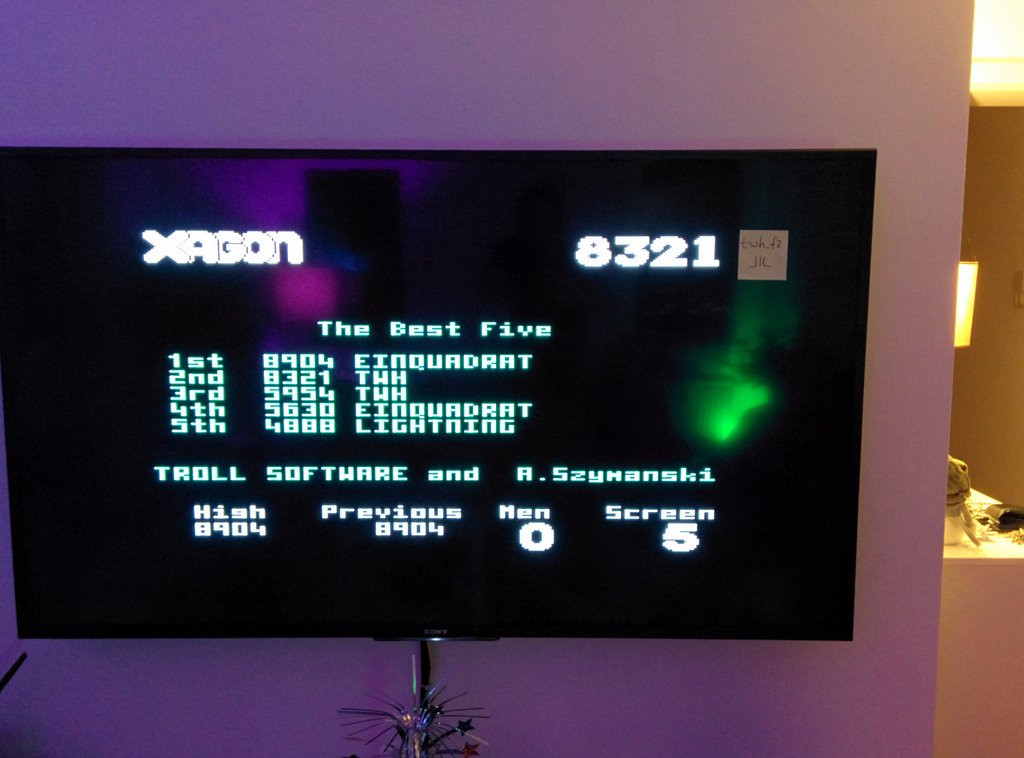 XAGON 8321
twh_fz
JIL
The Best Five
1st 8904 EINQUADRAT
2nd 8321 TWH
3rd 5954 TWH
4th 5630 EINQUADRAT
5th 4888 LIGHTNING
TROLL SOFTWARE and A.Szymanski
High Previous Men Screen
8904 8904 0 5
SONY